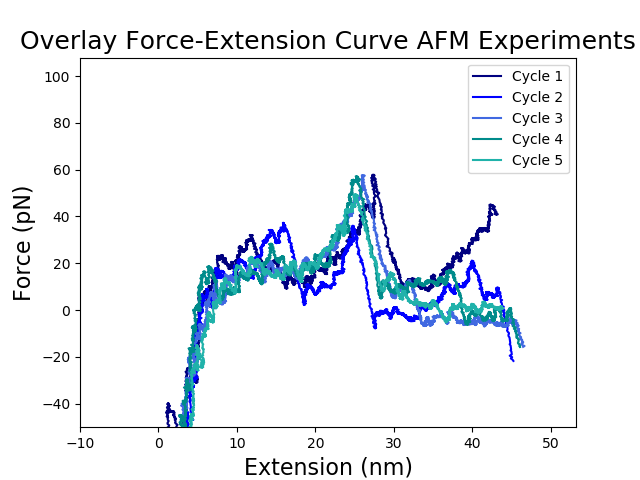 Overlay Force-Extension Curve AFM Experiments
Force (pN)
100
80
60
40
20
0
−20
−40
Cycle 1
Cycle 2
Cycle 3
Cycle 4
Cycle 5
−10 0 10 20 30 40 50
Extension (nm)